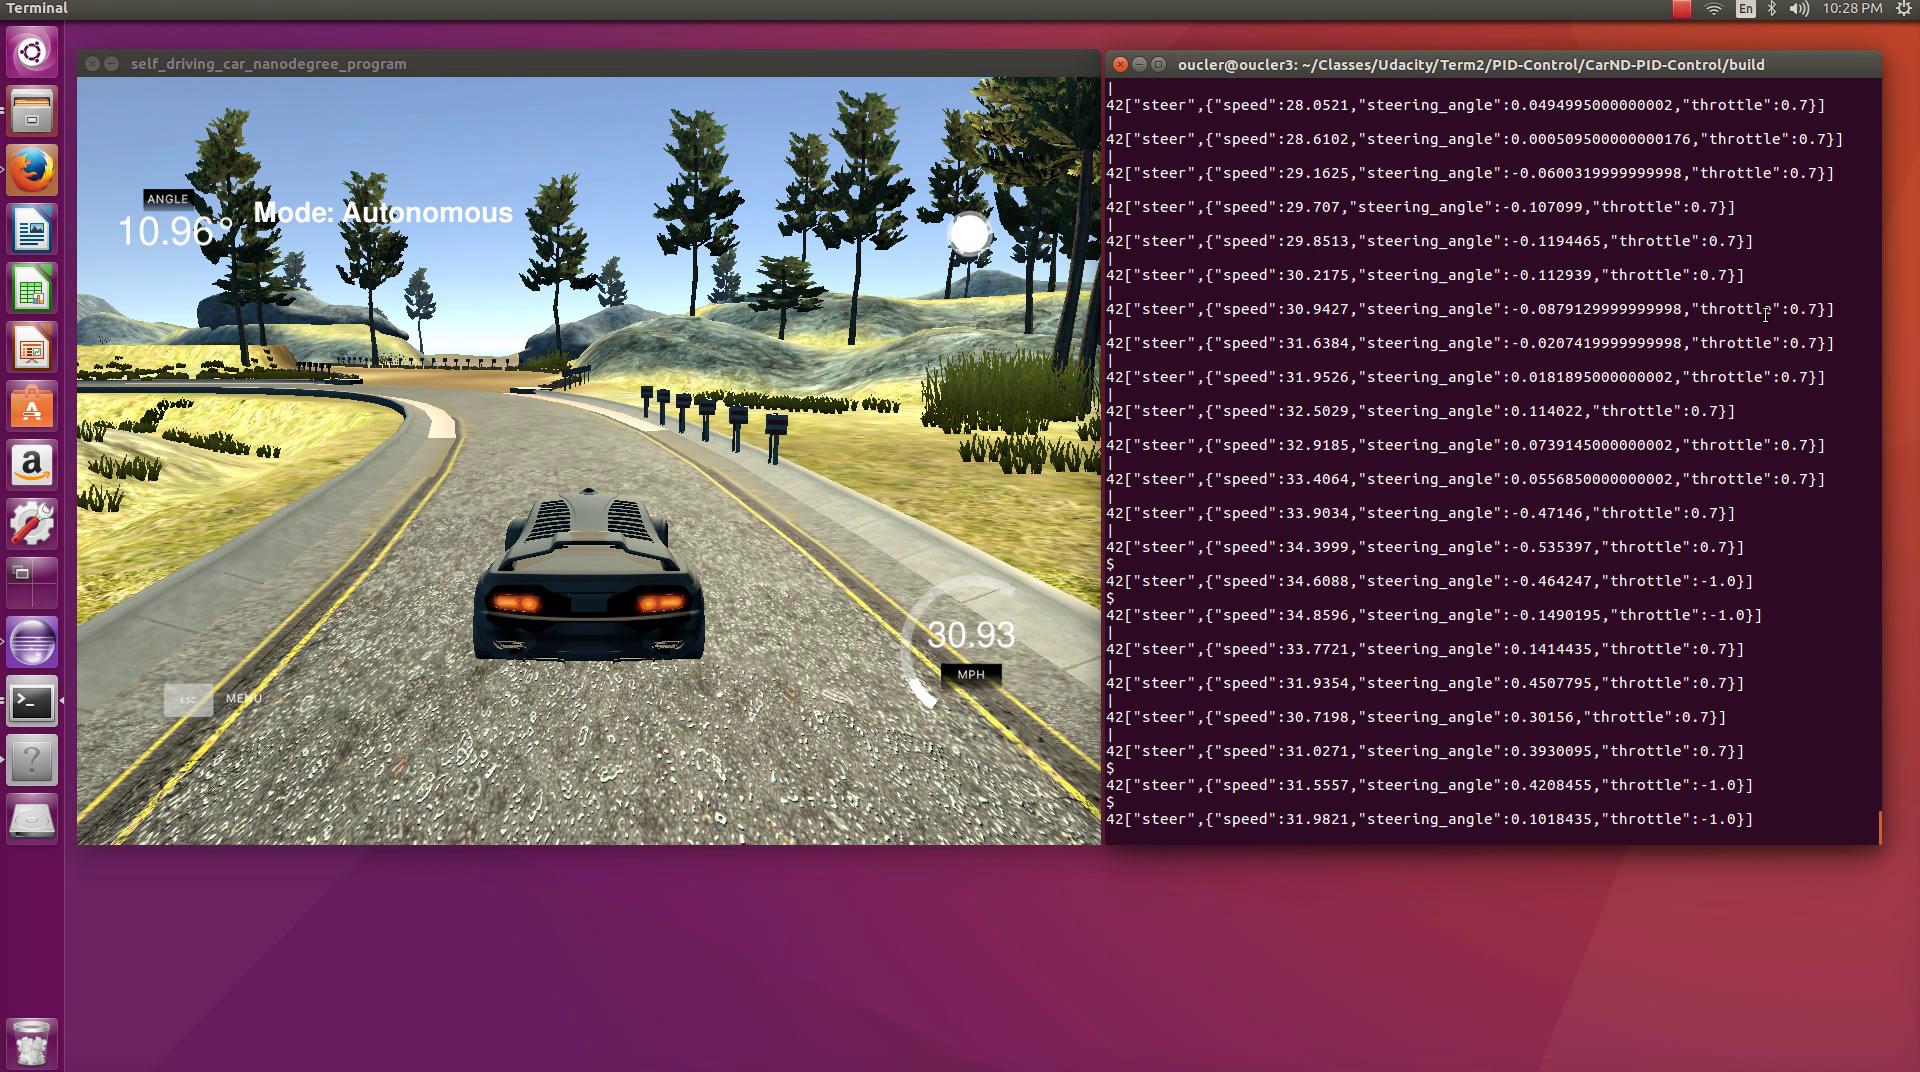 Terminal
En
10:28 PM
self_driving_car_nanodegree_program
ANGLE
10.96°
Mode: Autonomous
30.93
MPH
ESC
MENU
oucler@oucler3: ~/Classes/Udacity/Term2/PID-Control/CarND-PID-Control/build
|
42["steer",{"speed":28.0521,"steering_angle":0.0494995000000002,"throttle":0.7}]
|
42["steer",{"speed":28.6102,"steering_angle":0.000509500000000176,"throttle":0.7}]
|
42["steer",{"speed":29.1625,"steering_angle":-0.0600319999999998,"throttle":0.7}]
|
42["steer",{"speed":29.707,"steering_angle":-0.107099,"throttle":0.7}]
|
42["steer",{"speed":29.8513,"steering_angle":-0.1194465,"throttle":0.7}]
|
42["steer",{"speed":30.2175,"steering_angle":-0.112939,"throttle":0.7}]
|
42["steer",{"speed":30.9427,"steering_angle":-0.0879129999999998,"throttle":0.7}]
|
42["steer",{"speed":31.6384,"steering_angle":-0.0207419999999998,"throttle":0.7}]
|
42["steer",{"speed":31.9526,"steering_angle":0.0181895000000002,"throttle":0.7}]
|
42["steer",{"speed":32.5029,"steering_angle":0.114022,"throttle":0.7}]
|
42["steer",{"speed":32.9185,"steering_angle":0.0739145000000002,"throttle":0.7}]
|
42["steer",{"speed":33.4064,"steering_angle":0.0556850000000002,"throttle":0.7}]
|
42["steer",{"speed":33.9034,"steering_angle":-0.47146,"throttle":0.7}]
|
42["steer",{"speed":34.3999,"steering_angle":-0.535397,"throttle":0.7}]
$
42["steer",{"speed":34.6088,"steering_angle":-0.464247,"throttle":-1.0}]
$
42["steer",{"speed":34.8596,"steering_angle":-0.1490195,"throttle":-1.0}]
|
42["steer",{"speed":33.7721,"steering_angle":0.1414435,"throttle":0.7}]
|
42["steer",{"speed":31.9354,"steering_angle":0.4507795,"throttle":0.7}]
|
42["steer",{"speed":30.7198,"steering_angle":0.30156,"throttle":0.7}]
|
42["steer",{"speed":31.0271,"steering_angle":0.3930095,"throttle":0.7}]
$
42["steer",{"speed":31.5557,"steering_angle":0.4208455,"throttle":-1.0}]
$
42["steer",{"speed":31.9821,"steering_angle":0.1018435,"throttle":-1.0}]